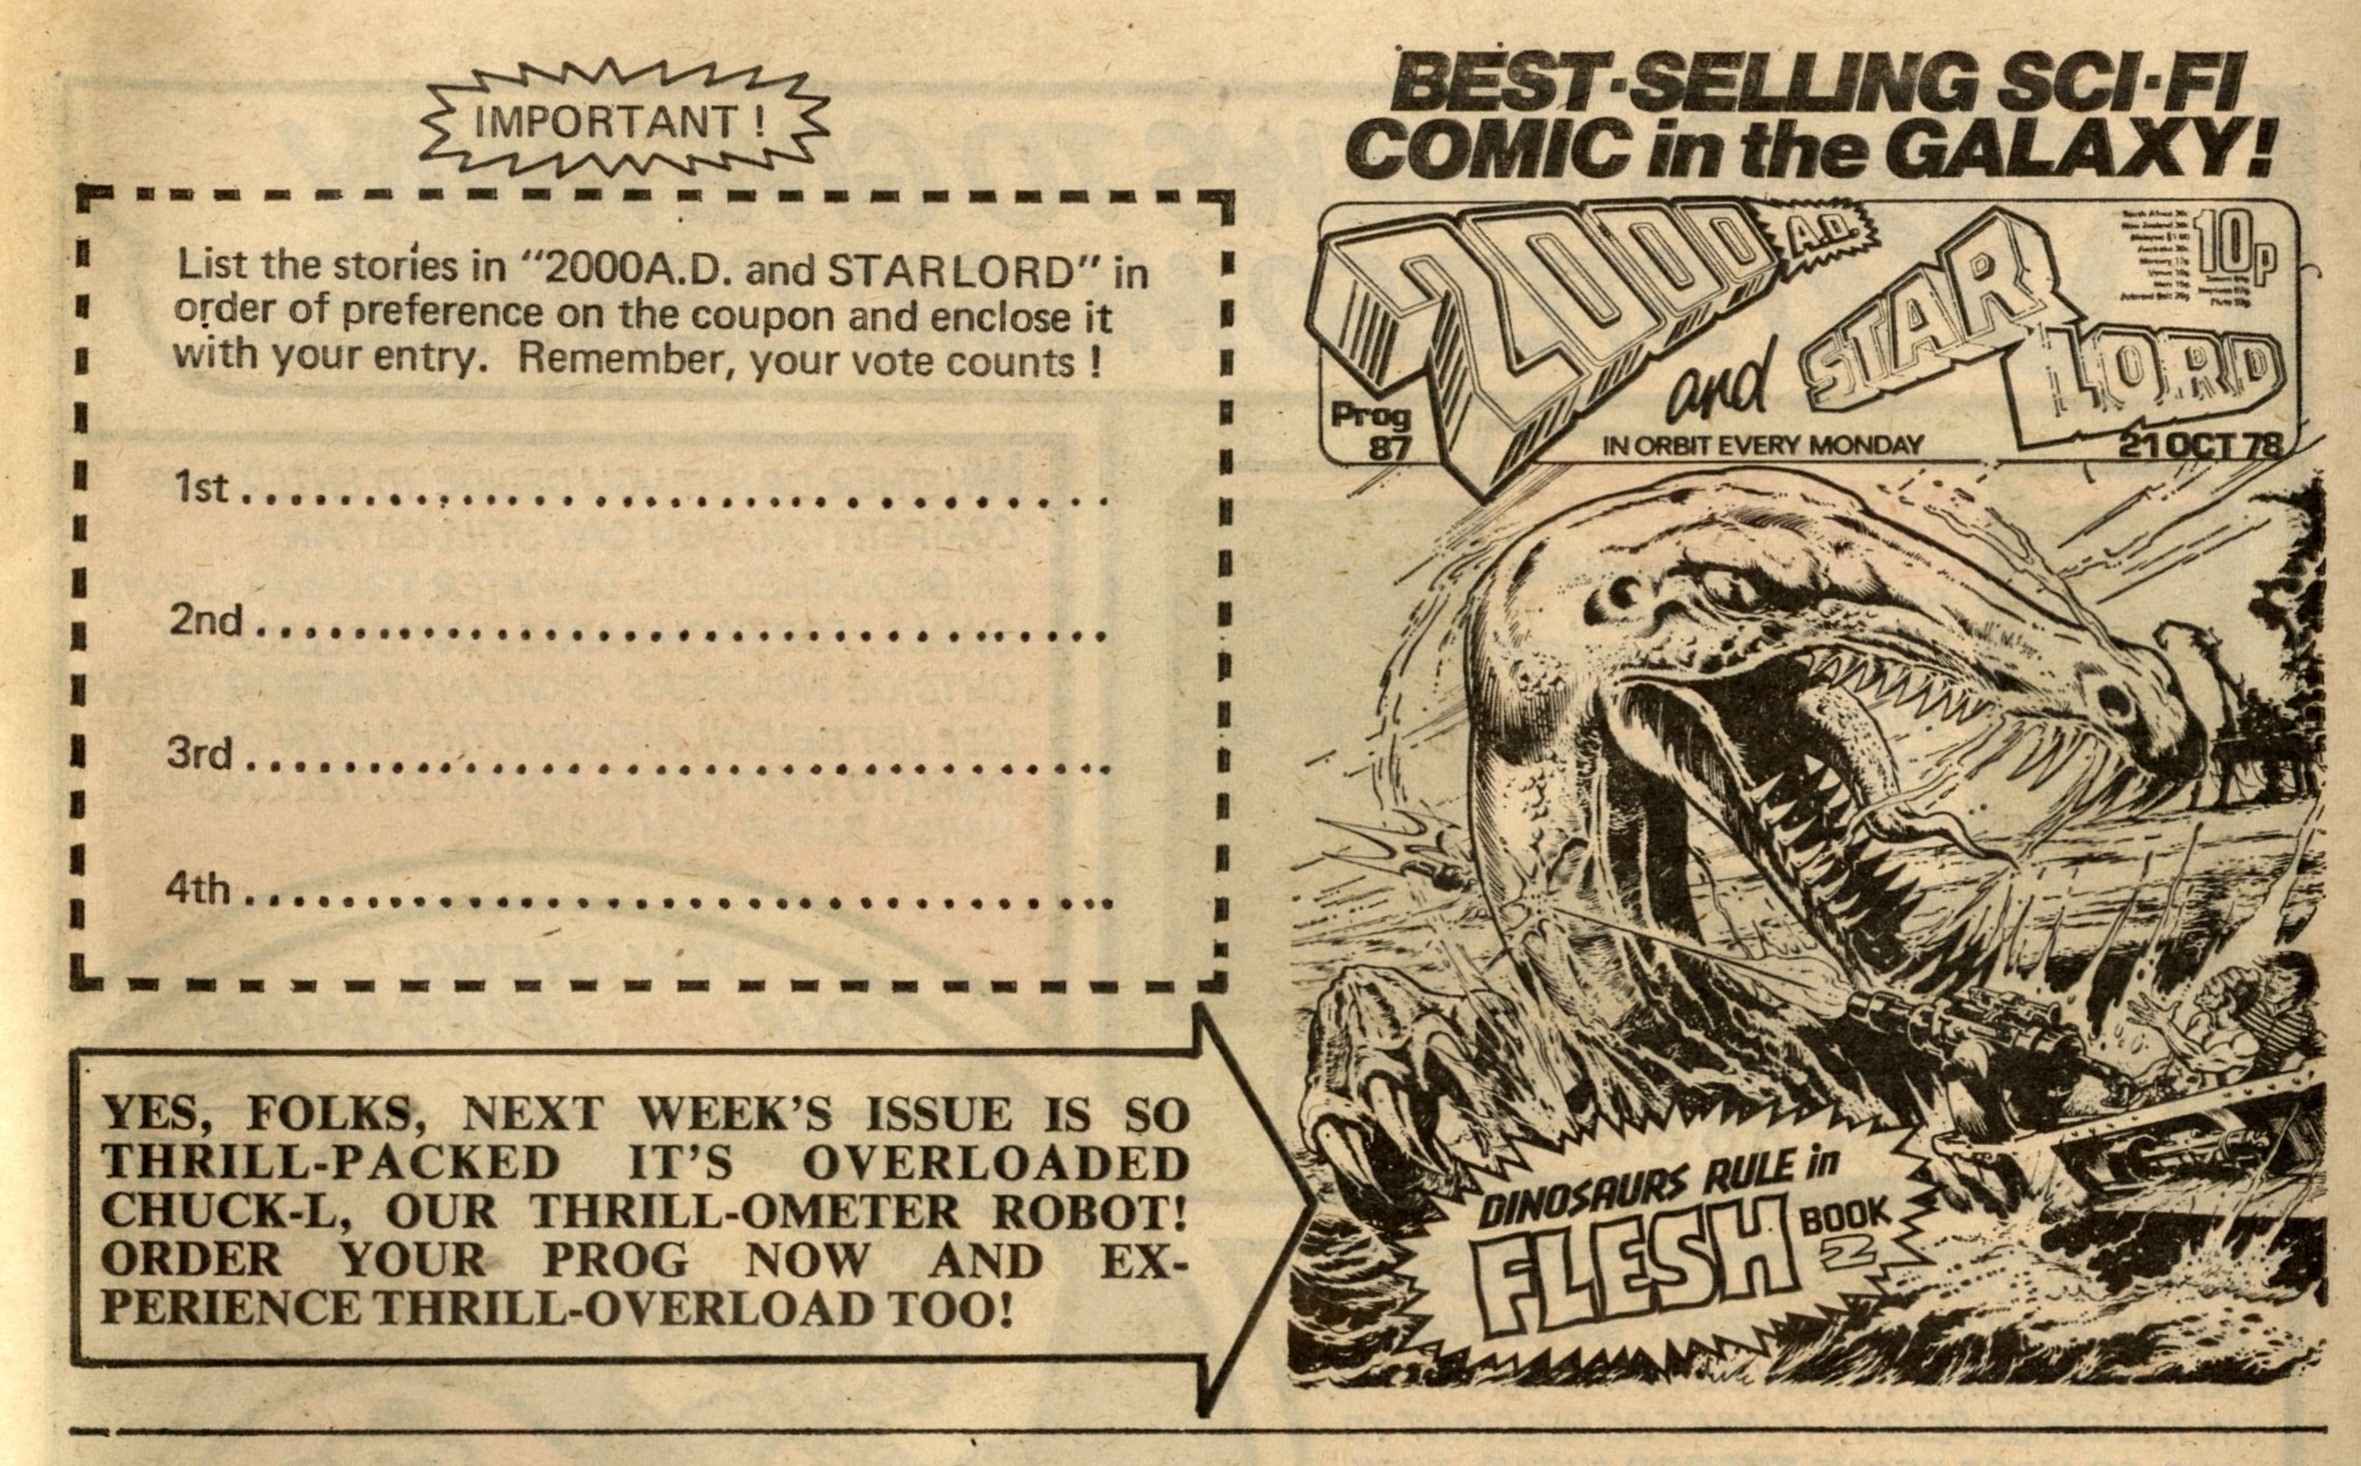 IMPORTANT !
List the stories in “2000A.D. and STARLORD” in
order of preference on the coupon and enclose it
with your entry. Remember, your vote counts !
1st
2nd
3rd
4th
YES, FOLKS, NEXT WEEK’S ISSUE IS SO
THRILL-PACKED IT’S OVERLOADED
CHUCK-L, OUR THRILL-OMETER ROBOT!
ORDER YOUR PROG NOW AND EX-
PERIENCE THRILL-OVERLOAD TOO!
BEST-SELLING SCI-FI
COMIC in the GALAXY!
2000 A.D.
and
STAR
LORD
10p
Prog
87
IN ORBIT EVERY MONDAY
21 OCT 78
DINOSAURS RULE in
FLESH BOOK
2